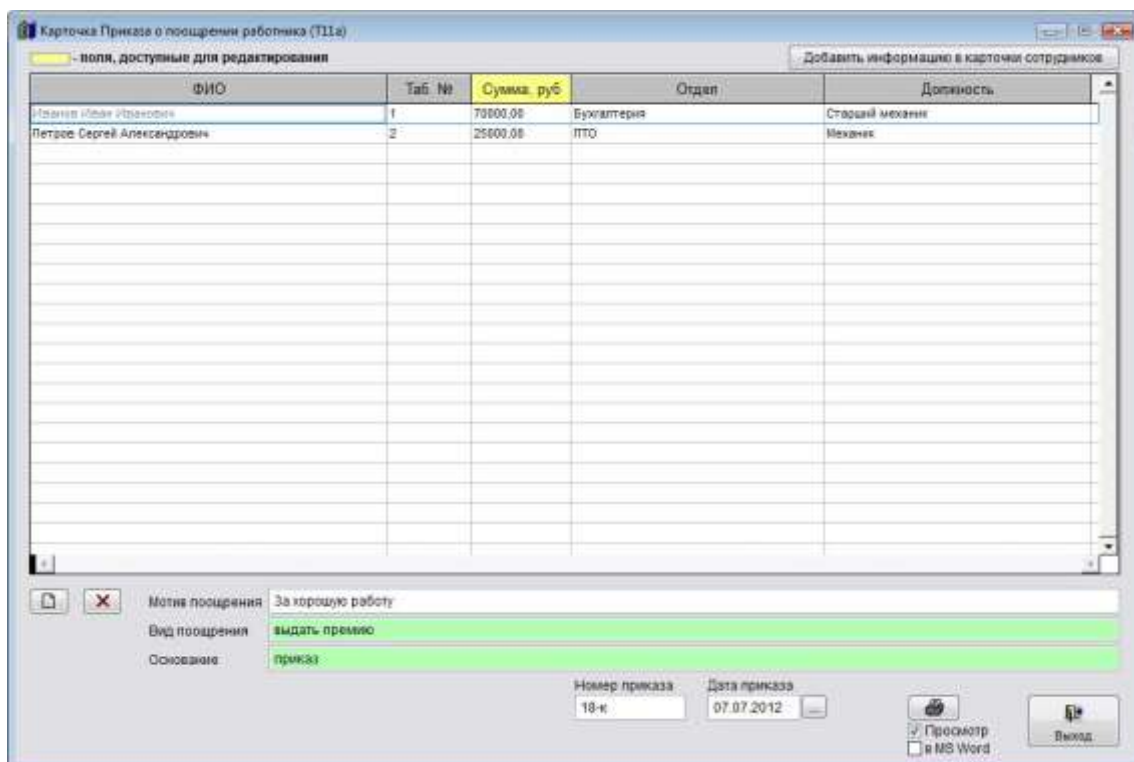 Карточка Приказа о поощрении работника (Т11а)
- поля, доступные для редактирования
Добавить информацию в карточки сотрудников
ФИО Таб. № Сумма, руб Отдел Должность
Иванов Иван Иванович 1 70000.00 Бухгалтерия Старший механик
Петров Сергей Александрович 2 25000.00 ПТО Механик
Мотив поощрения За хорошую работу
Вид поощрения выдать премию
Основание приказ
Номер приказа Дата приказа
18-к 07.07.2012 ...
Просмотр
в MS Word
Выход